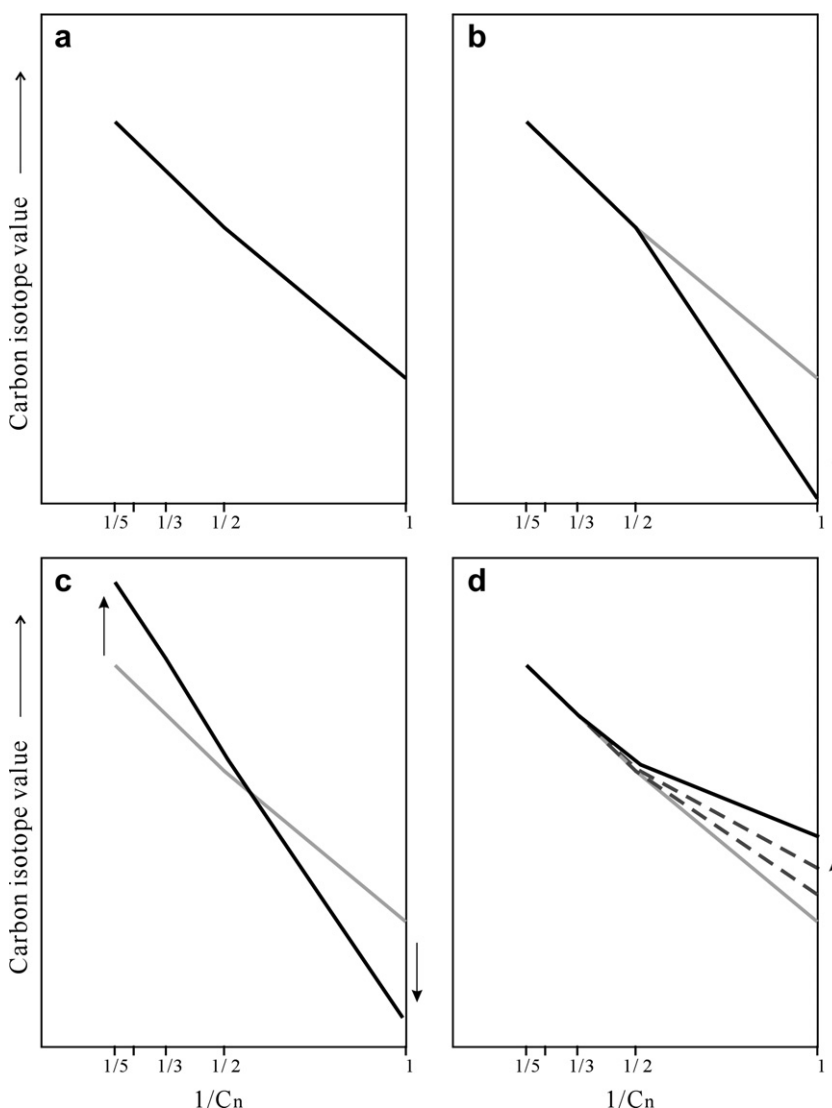 a
b
Carbon isotope value
1/5 1/3 1/2 1
1/5 1/3 1/2 1
c
d
Carbon isotope value
1/5 1/3 1/2 1
1/5 1/3 1/2 1
1/Cn
1/Cn